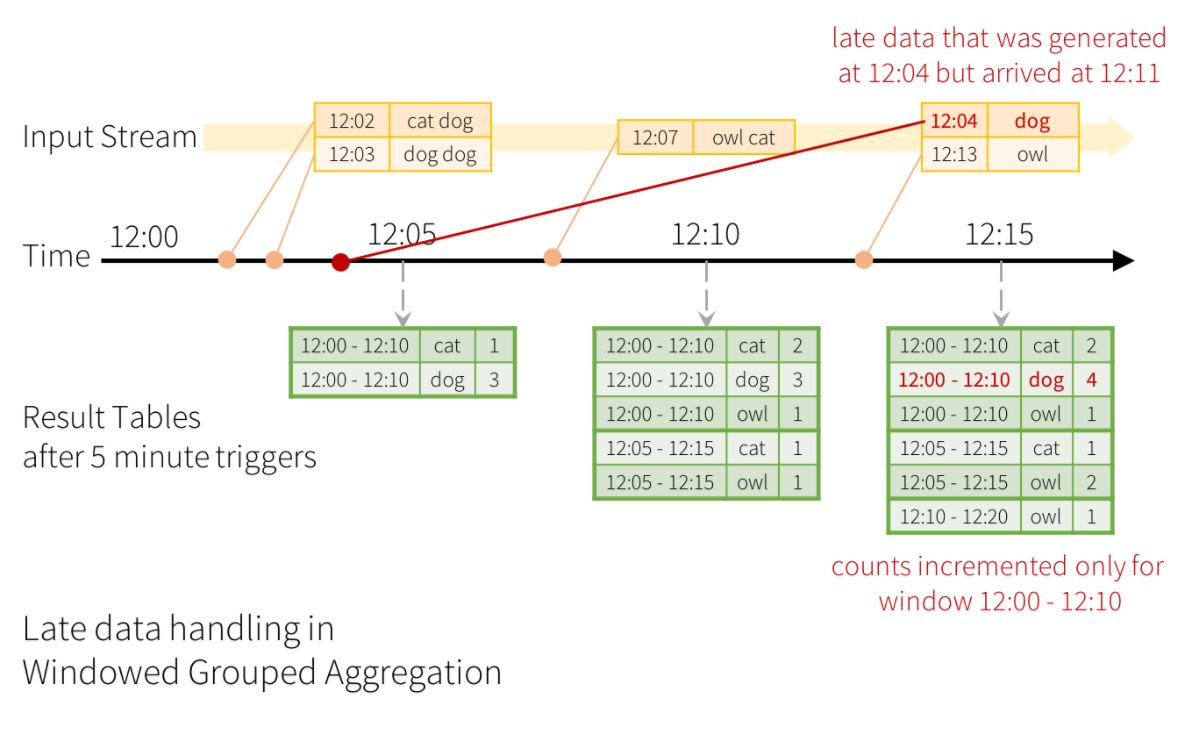 late data that was generated
at 12:04 but arrived at 12:11
Input Stream
12:02 cat dog
12:03 dog dog
12:07 owl cat
12:04 dog
12:13 owl
Time
12:00
12:05
12:10
12:15
12:00 - 12:10 cat 1
12:00 - 12:10 dog 3
12:00 - 12:10 cat 2
12:00 - 12:10 dog 3
12:00 - 12:10 owl 1
12:05 - 12:15 cat 1
12:05 - 12:15 owl 1
12:00 - 12:10 cat 2
12:00 - 12:10 dog 4
12:00 - 12:10 owl 1
12:05 - 12:15 cat 1
12:05 - 12:15 owl 2
12:10 - 12:20 owl 1
Result Tables
after 5 minute triggers
counts incremented only for
window 12:00 - 12:10
Late data handling in
Windowed Grouped Aggregation